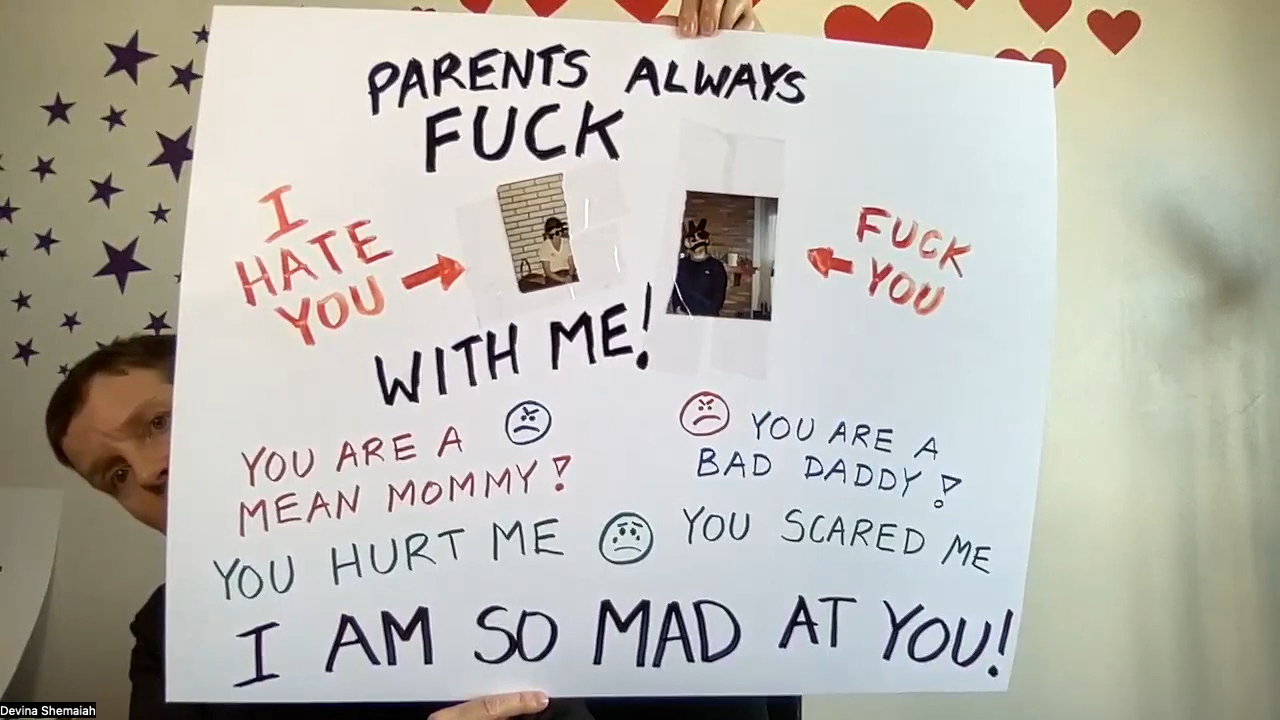 PARENTS ALWAYS
FUCK
I
HATE
YOU
FUCK
YOU
WITH ME!
YOU ARE A
MEAN MOMMY!
YOU ARE A
BAD DADDY!
YOU HURT ME
YOU SCARED ME
I AM SO MAD AT YOU!
Devina Shemaiah